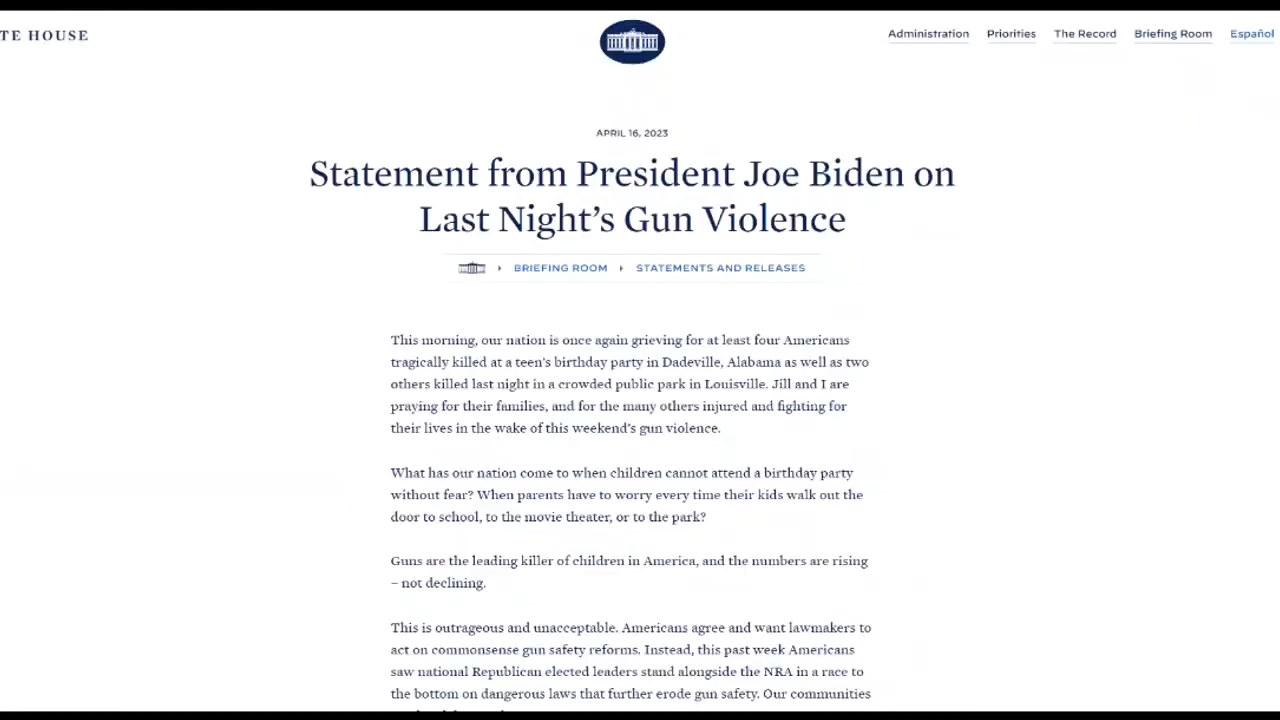 TE HOUSE
Administration Priorities The Record Briefing Room Español
APRIL 16, 2023
Statement from President Joe Biden on
Last Night's Gun Violence
BRIEFING ROOM STATEMENTS AND RELEASES
This morning, our nation is once again grieving for at least four Americans
tragically killed at a teen's birthday party in Dadeville, Alabama as well as two
others killed last night in a crowded public park in Louisville. Jill and I are
praying for their families, and for the many others injured and fighting for
their lives in the wake of this weekend's gun violence.
What has our nation come to when children cannot attend a birthday party
without fear? When parents have to worry every time their kids walk out the
door to school, to the movie theater, or to the park?
Guns are the leading killer of children in America, and the numbers are rising
– not declining.
This is outrageous and unacceptable. Americans agree and want lawmakers to
act on commonsense gun safety reforms. Instead, this past week Americans
saw national Republican elected leaders stand alongside the NRA in a race to
the bottom on dangerous laws that further erode gun safety. Our communities